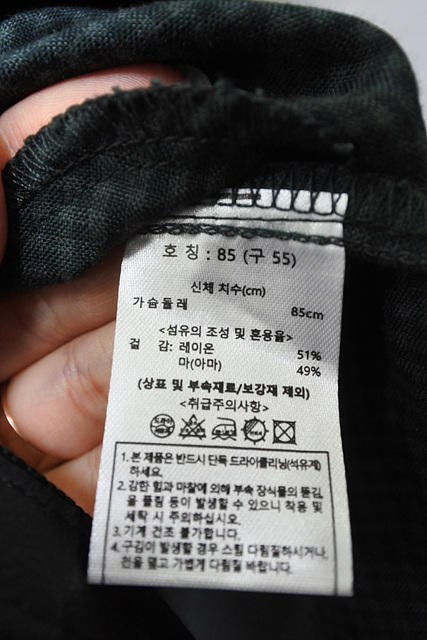 호 칭 : 85 (구 55)
신체 치수(cm)
가슴둘레 85cm
<섬유의 조성 및 혼용율>
겉 감: 레이온 51%
마(아마) 49%
(상표 및 부속재료/보강재 제외)
<취급주의사항>
드라이
1. 본 제품은 반드시 단독 드라이클리닝(석유계)
하세요.
2. 강한 힘과 마찰에 의해 부속 장식물의 뜯김,
올 풀림 등이 발생할 수 있으니 착용 및
세탁 시 주의하십시오.
3. 기계 건조 불가합니다.
4. 구김이 발생할 경우 스팀 다림질하시거나,
천을 덮고 가볍게 다림질 바랍니다.